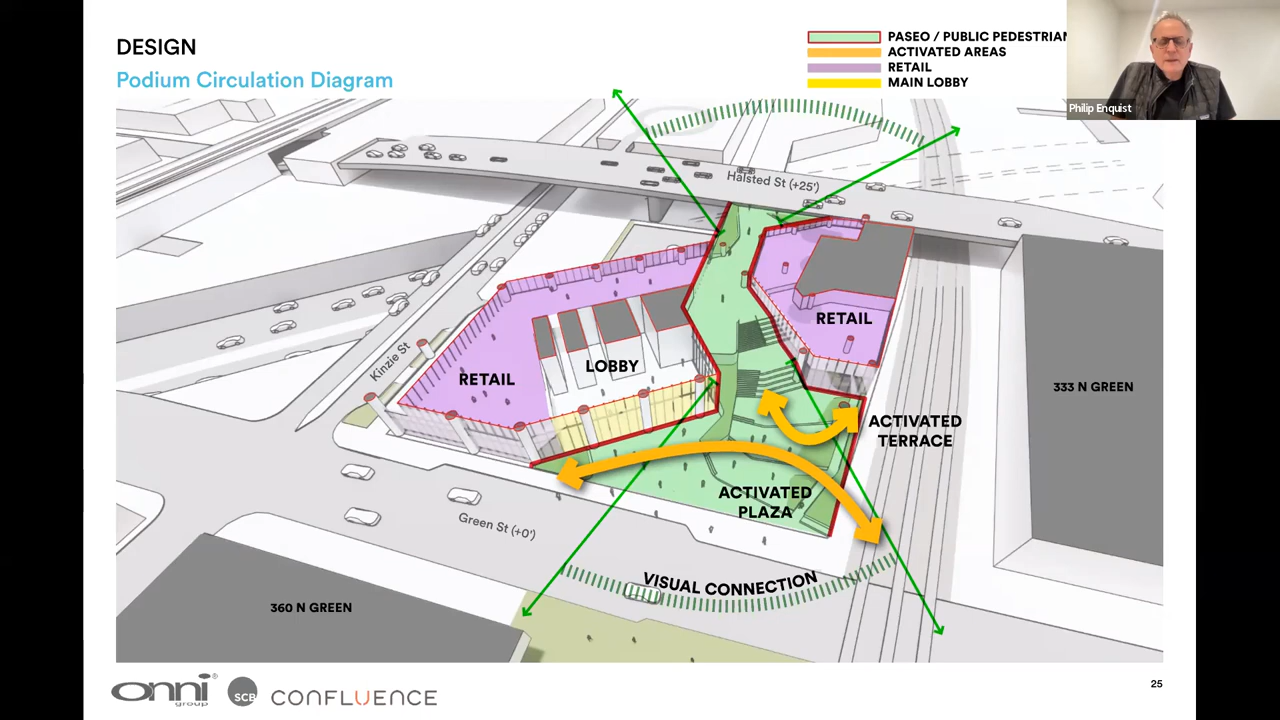 DESIGN
Podium Circulation Diagram
PASEO / PUBLIC PEDESTRIAN
ACTIVATED AREAS
RETAIL
MAIN LOBBY
Philip Enquist
Halsted St (+25')
Kinzie St
RETAIL
LOBBY
RETAIL
333 N GREEN
ACTIVATED
TERRACE
ACTIVATED
PLAZA
Green St (+0')
VISUAL CONNECTION
360 N GREEN
onni
group
SCB
CONFLUENCE
25